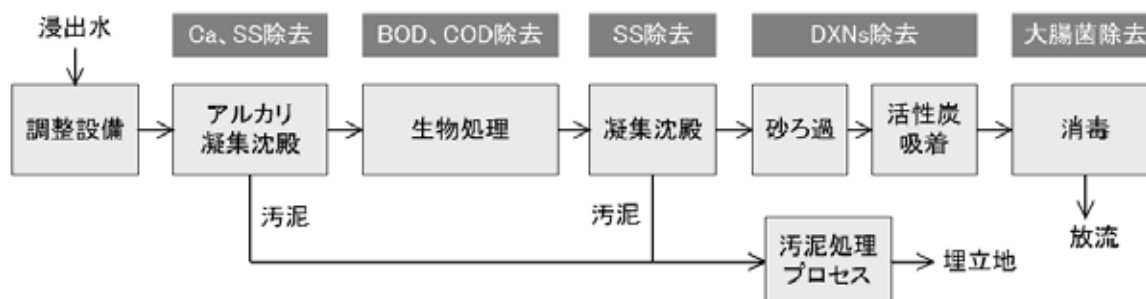 浸出水
Ca、SS除去
BOD、COD除去
SS除去
DXNs除去
大腸菌除去
調整設備
アルカリ
凝集沈殿
生物処理
凝集沈殿
砂ろ過
活性炭
吸着
消毒
汚泥
汚泥
放流
汚泥処理
プロセス
埋立地